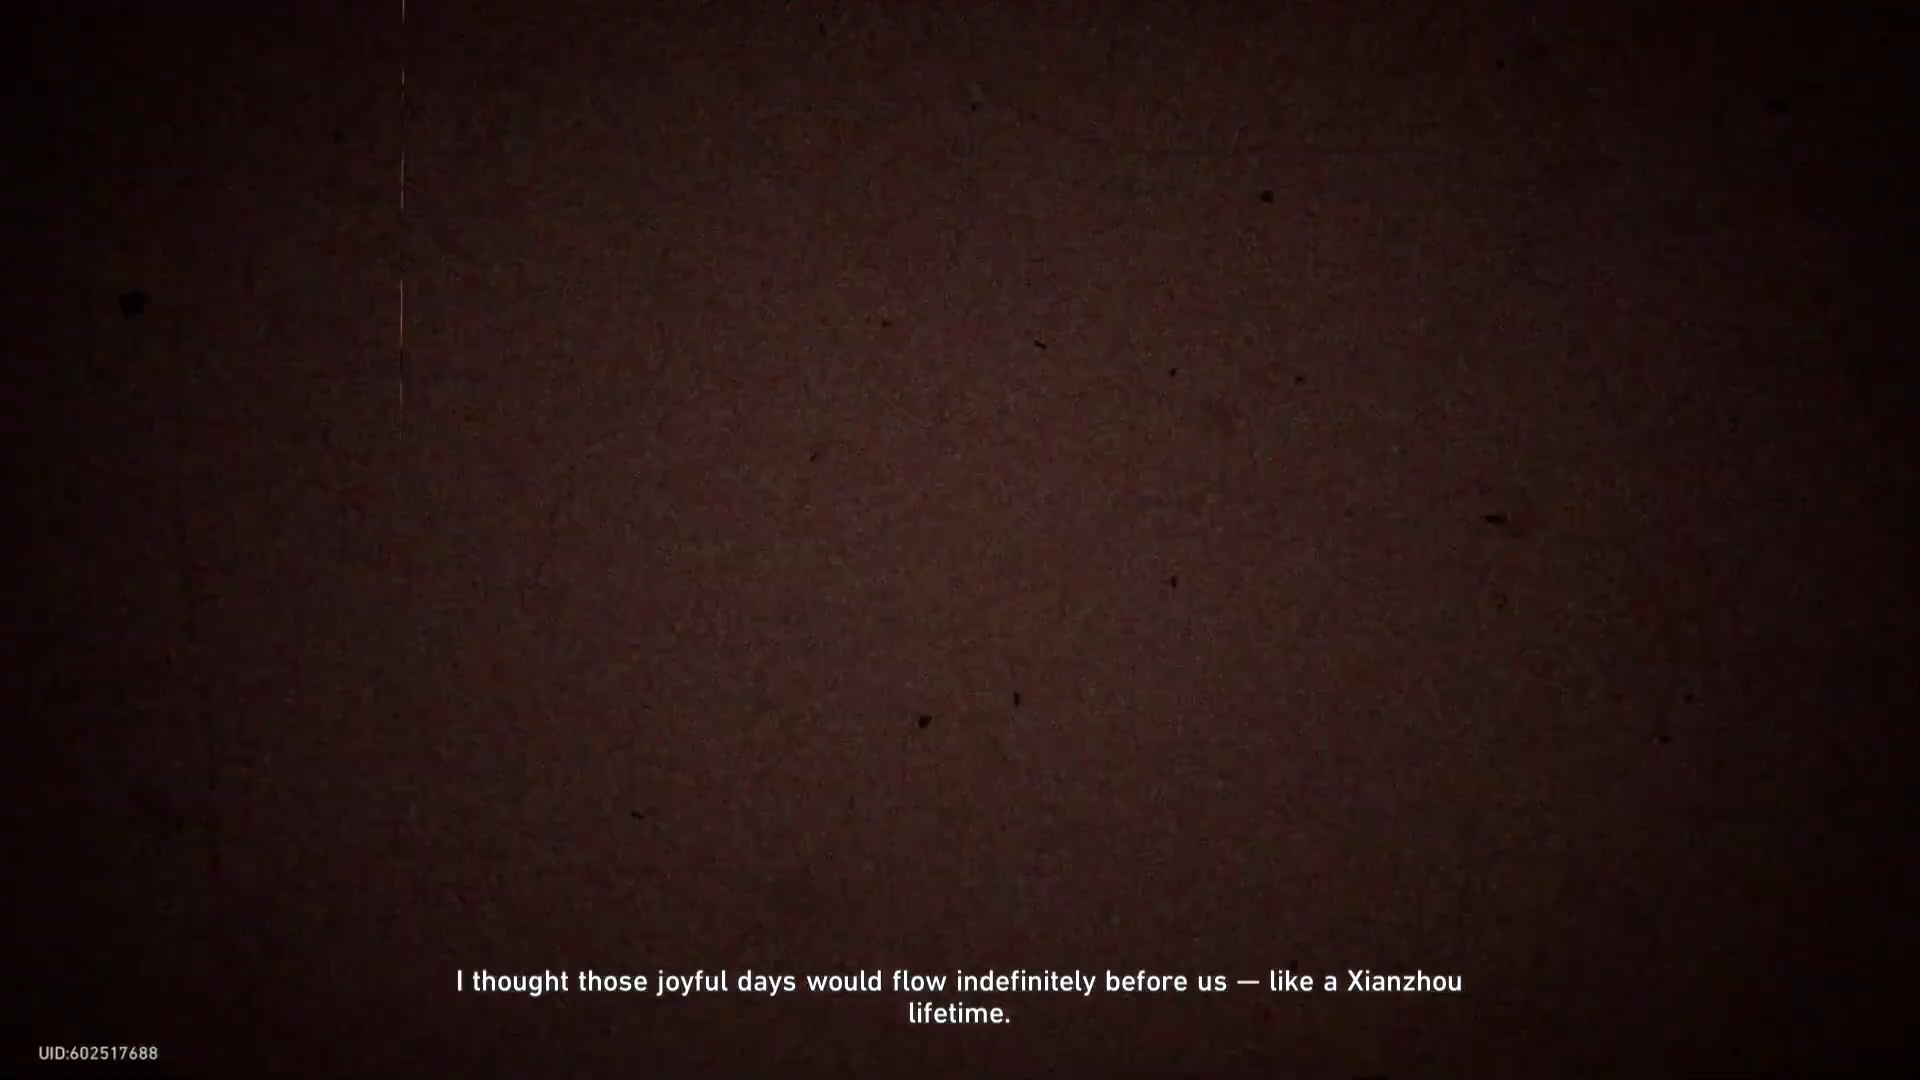 I thought those joyful days would flow indefinitely before us — like a Xianzhou
lifetime.
UID:602517688